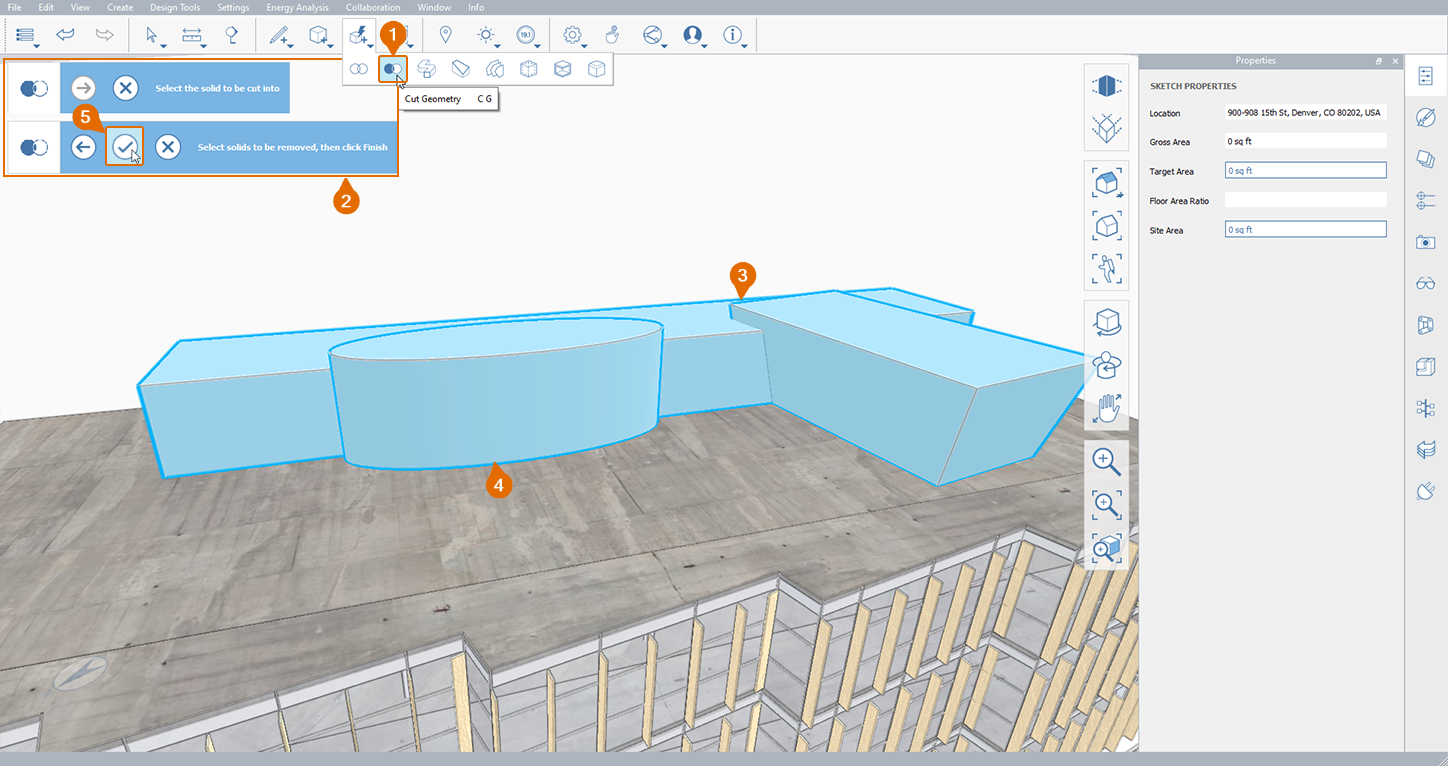 File Edit View Create Design Tools Settings Energy Analysis Collaboration Window Info
19.1
1
Cut Geometry C G
Select the solid to be cut into
5
Select solids to be removed, then click Finish
2
3
4
Properties
SKETCH PROPERTIES
Location 900-908 15th St, Denver, CO 80202, USA
Gross Area 0 sq ft
Target Area 0 sq ft
Floor Area Ratio
Site Area 0 sq ft